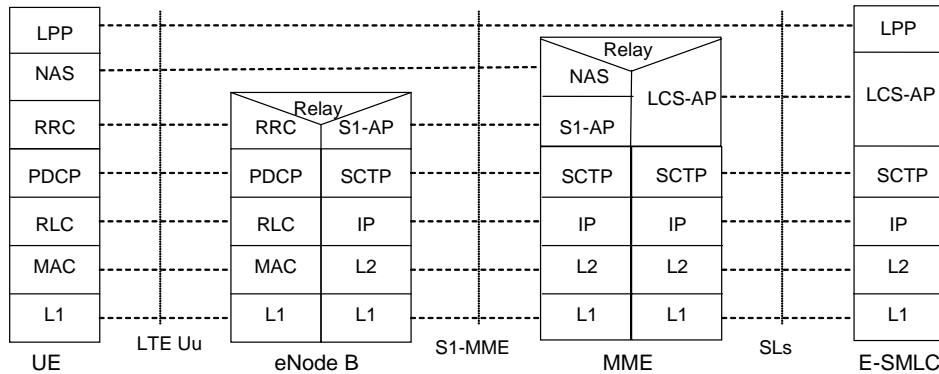 LPP
NAS
RRC
PDCP
RLC
MAC
L1
UE
LTE Uu
Relay
RRC
S1-AP
PDCP
SCTP
RLC
IP
MAC
L2
L1
L1
eNode B
S1-MME
Relay
NAS
LCS-AP
S1-AP
SCTP
SCTP
IP
IP
L2
L2
L1
L1
MME
SLs
LPP
LCS-AP
SCTP
IP
L2
L1
E-SMLC